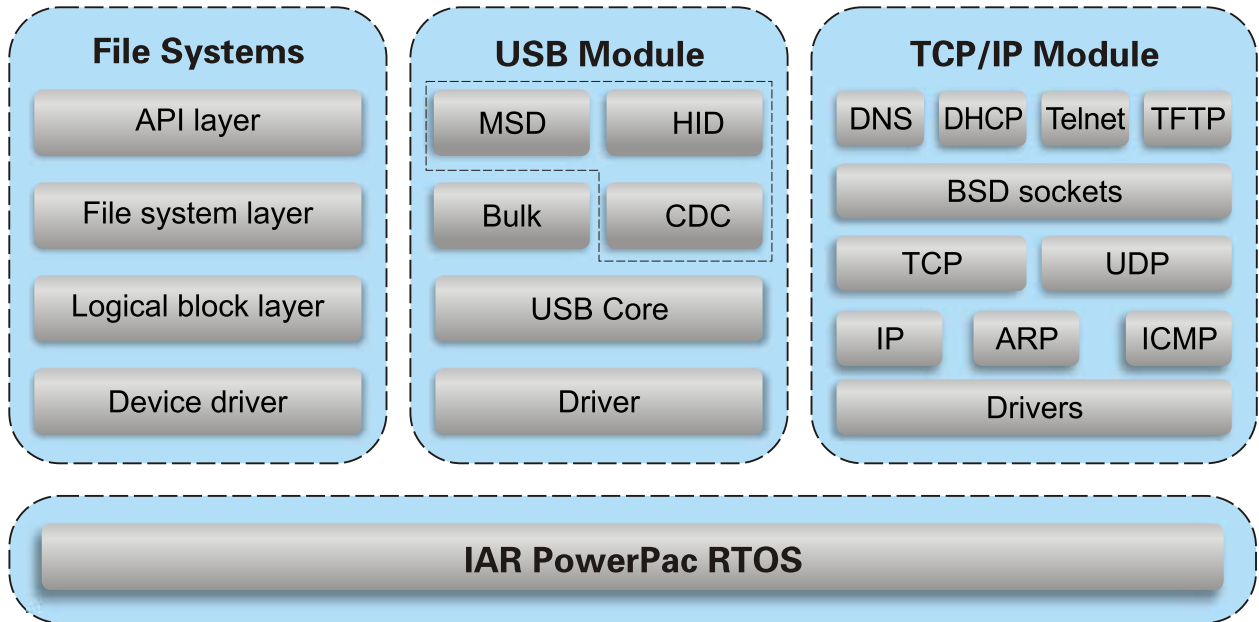 File Systems
API layer
File system layer
Logical block layer
Device driver
USB Module
MSD
HID
Bulk
CDC
USB Core
Driver
TCP/IP Module
DNS
DHCP
Telnet
TFTP
BSD sockets
TCP
UDP
IP
ARP
ICMP
Drivers
IAR PowerPac RTOS